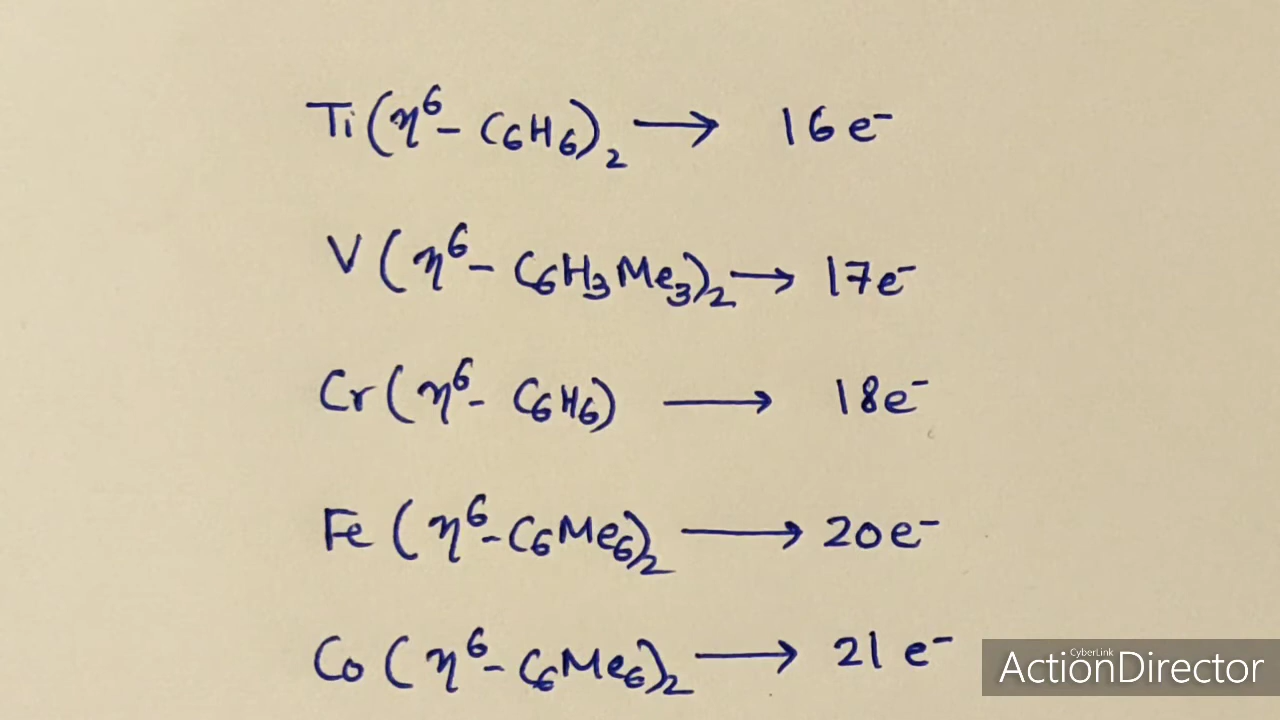 Ti(η⁶-C₆H₆)₂ → 16e⁻
V(η⁶-C₆H₃Me₃)₂ → 17e⁻
Cr(η⁶-C₆H₆) → 18e⁻
Fe(η⁶-C₆Me₆)₂ → 20e⁻
Co(η⁶-C₆Me₆)₂ → 21e⁻
CyberLink
ActionDirector